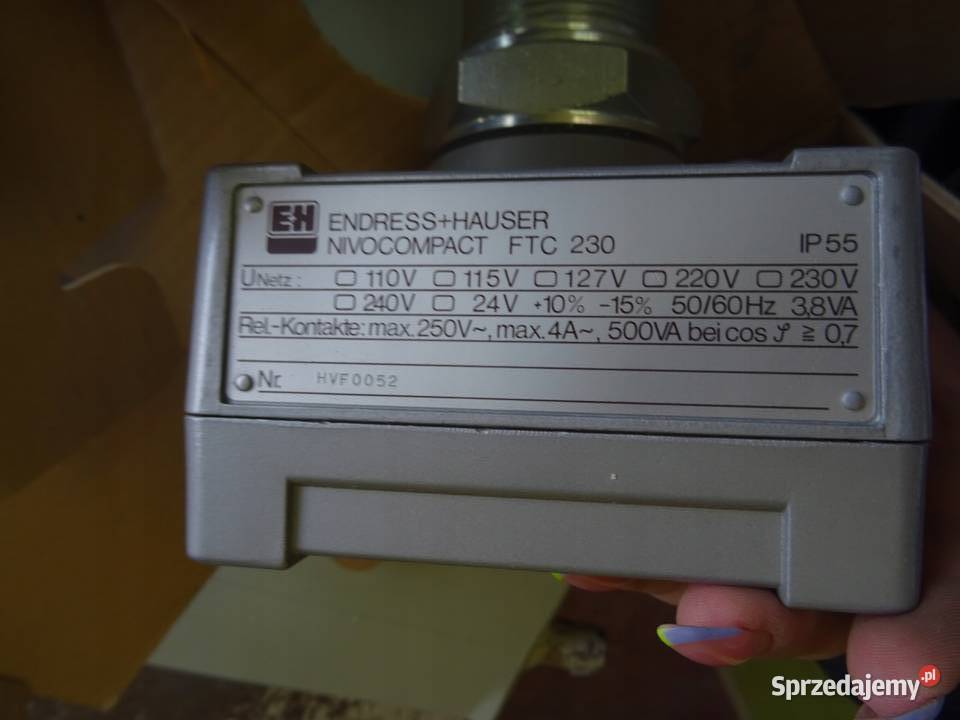 E+H ENDRESS+HAUSER
NIVOCOMPACT FTC 230 IP55
UNetz: ▢ 110V ▢ 115V ▢ 127V ▢ 220V ▢ 230V
▢ 240V ▢ 24V +10% -15% 50/60Hz 3,8VA
Rel.-Kontakte: max. 250V~, max. 4A~, 500VA bei cos φ ≧ 0,7
Nr. HVF0052
Sprzedajemy.pl